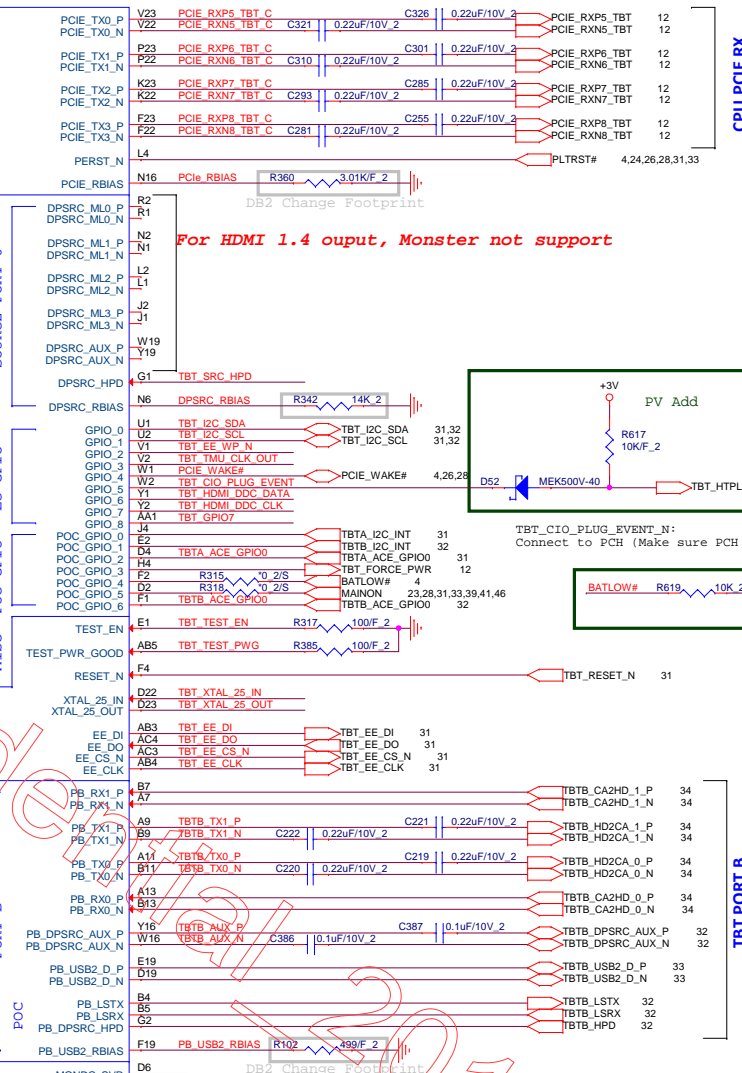 PCIE_TX0_P V23 PCIE_RXP5_TBT_C C326 0.22uF/10V_2 PCIE_RXP5_TBT 12
PCIE_TX0_N V22 PCIE_RXN5_TBT_C C321 0.22uF/10V_2 PCIE_RXN5_TBT 12
PCIE_TX1_P P23 PCIE_RXP6_TBT_C C301 0.22uF/10V_2 PCIE_RXP6_TBT 12
PCIE_TX1_N P22 PCIE_RXN6_TBT_C C310 0.22uF/10V_2 PCIE_RXN6_TBT 12
PCIE_TX2_P K23 PCIE_RXP7_TBT_C C285 0.22uF/10V_2 PCIE_RXP7_TBT 12
PCIE_TX2_N K22 PCIE_RXN7_TBT_C C293 0.22uF/10V_2 PCIE_RXN7_TBT 12
PCIE_TX3_P F23 PCIE_RXP8_TBT_C C255 0.22uF/10V_2 PCIE_RXP8_TBT 12
PCIE_TX3_N F22 PCIE_RXN8_TBT_C C281 0.22uF/10V_2 PCIE_RXN8_TBT 12
CPU PCIE RX
PERST_N L4 PLTRST# 4,24,26,28,31,33
PCIE_RBIAS N16 PCIe_RBIAS R360 3.01K/F_2
DB2 Change Footprint
DPSRC_ML0_P R2
DPSRC_ML0_N R1
For HDMI 1.4 ouput, Monster not support
DPSRC_ML1_P N2
DPSRC_ML1_N N1
DPSRC_ML2_P L2
DPSRC_ML2_N L1
DPSRC_ML3_P J2
DPSRC_ML3_N J1
DPSRC_AUX_P W19
DPSRC_AUX_N Y19
DPSRC_HPD G1 TBT_SRC_HPD
DPSRC_RBIAS N6 DPSRC_RBIAS R342 14K_2
+3V
PV Add
R617
10K/F_2
D52 MEK500V-40 TBT_HTPL
GPIO_0 U1 TBT_I2C_SDA TBT_I2C_SDA 31,32
GPIO_1 U2 TBT_I2C_SCL TBT_I2C_SCL 31,32
GPIO_2 V1 TBT_EE_WP_N
GPIO_3 V2 TBT_TMU_CLK_OUT
GPIO_4 W1 PCIE_WAKE# PCIE_WAKE# 4,26,28
GPIO_5 W2 TBT_CIO_PLUG_EVENT
GPIO_6 Y1 TBT_HDMI_DDC_DATA
GPIO_7 Y2 TBT_HDMI_DDC_CLK
GPIO_8 AA1 TBT_GPIO7
TBT_CIO_PLUG_EVENT_N:
Connect to PCH (Make sure PCH
POC_GPIO_0 J4 TBTA_I2C_INT 31
POC_GPIO_1 E2 TBTB_I2C_INT 32
POC_GPIO_2 D4 TBTA_ACE_GPIO0 TBTA_ACE_GPIO0 31
POC_GPIO_3 H4 TBT_FORCE_PWR 12
POC_GPIO_4 F2 R315 *0_2/S BATLOW# 4
POC_GPIO_5 D2 R318 *0_2/S MAINON 23,28,31,33,39,41,46
POC_GPIO_6 F1 TBTB_ACE_GPIO0 TBTB_ACE_GPIO0 32
BATLOW# R619 10K_2
TEST_EN E1 TBT_TEST_EN R317 100/F_2
TEST_PWR_GOOD AB5 TBT_TEST_PWG R385 100/F_2
RESET_N F4 TBT_RESET_N 31
XTAL_25_IN D22 TBT_XTAL_25_IN
XTAL_25_OUT D23 TBT_XTAL_25_OUT
EE_DI AB3 TBT_EE_DI TBT_EE_DI 31
EE_DO AC4 TBT_EE_DO TBT_EE_DO 31
EE_CS_N AC3 TBT_EE_CS_N TBT_EE_CS_N 31
EE_CLK AB4 TBT_EE_CLK TBT_EE_CLK 31
PB_RX1_P B7 TBTB_CA2HD_1_P 34
PB_RX1_N A7 TBTB_CA2HD_1_N 34
PB_TX1_P A9 TBTB_TX1_P C221 0.22uF/10V_2 TBTB_HD2CA_1_P 34
PB_TX1_N B9 TBTB_TX1_N C222 0.22uF/10V_2 TBTB_HD2CA_1_N 34
PB_TX0_P A11 TBTB_TX0_P C219 0.22uF/10V_2 TBTB_HD2CA_0_P 34
PB_TX0_N B11 TBTB_TX0_N C220 0.22uF/10V_2 TBTB_HD2CA_0_N 34
PB_RX0_P A13 TBTB_CA2HD_0_P 34
PB_RX0_N B13 TBTB_CA2HD_0_N 34
PB_DPSRC_AUX_P Y16 TBTB_AUX_P C387 0.1uF/10V_2 TBTB_DPSRC_AUX_P 32
PB_DPSRC_AUX_N W16 TBTB_AUX_N C386 0.1uF/10V_2 TBTB_DPSRC_AUX_N 32
PB_USB2_D_P E19 TBTB_USB2_D_P 33
PB_USB2_D_N D19 TBTB_USB2_D_N 33
PB_LSTX B4 TBTB_LSTX 32
PB_LSRX B5 TBTB_LSRX 32
PB_DPSRC_HPD G2 TBTB_HPD 32
TBT PORT B
POC
PB_USB2_RBIAS F19 PB_USB2_RBIAS R102 499/F_2
DB2 Change Footprint
D6